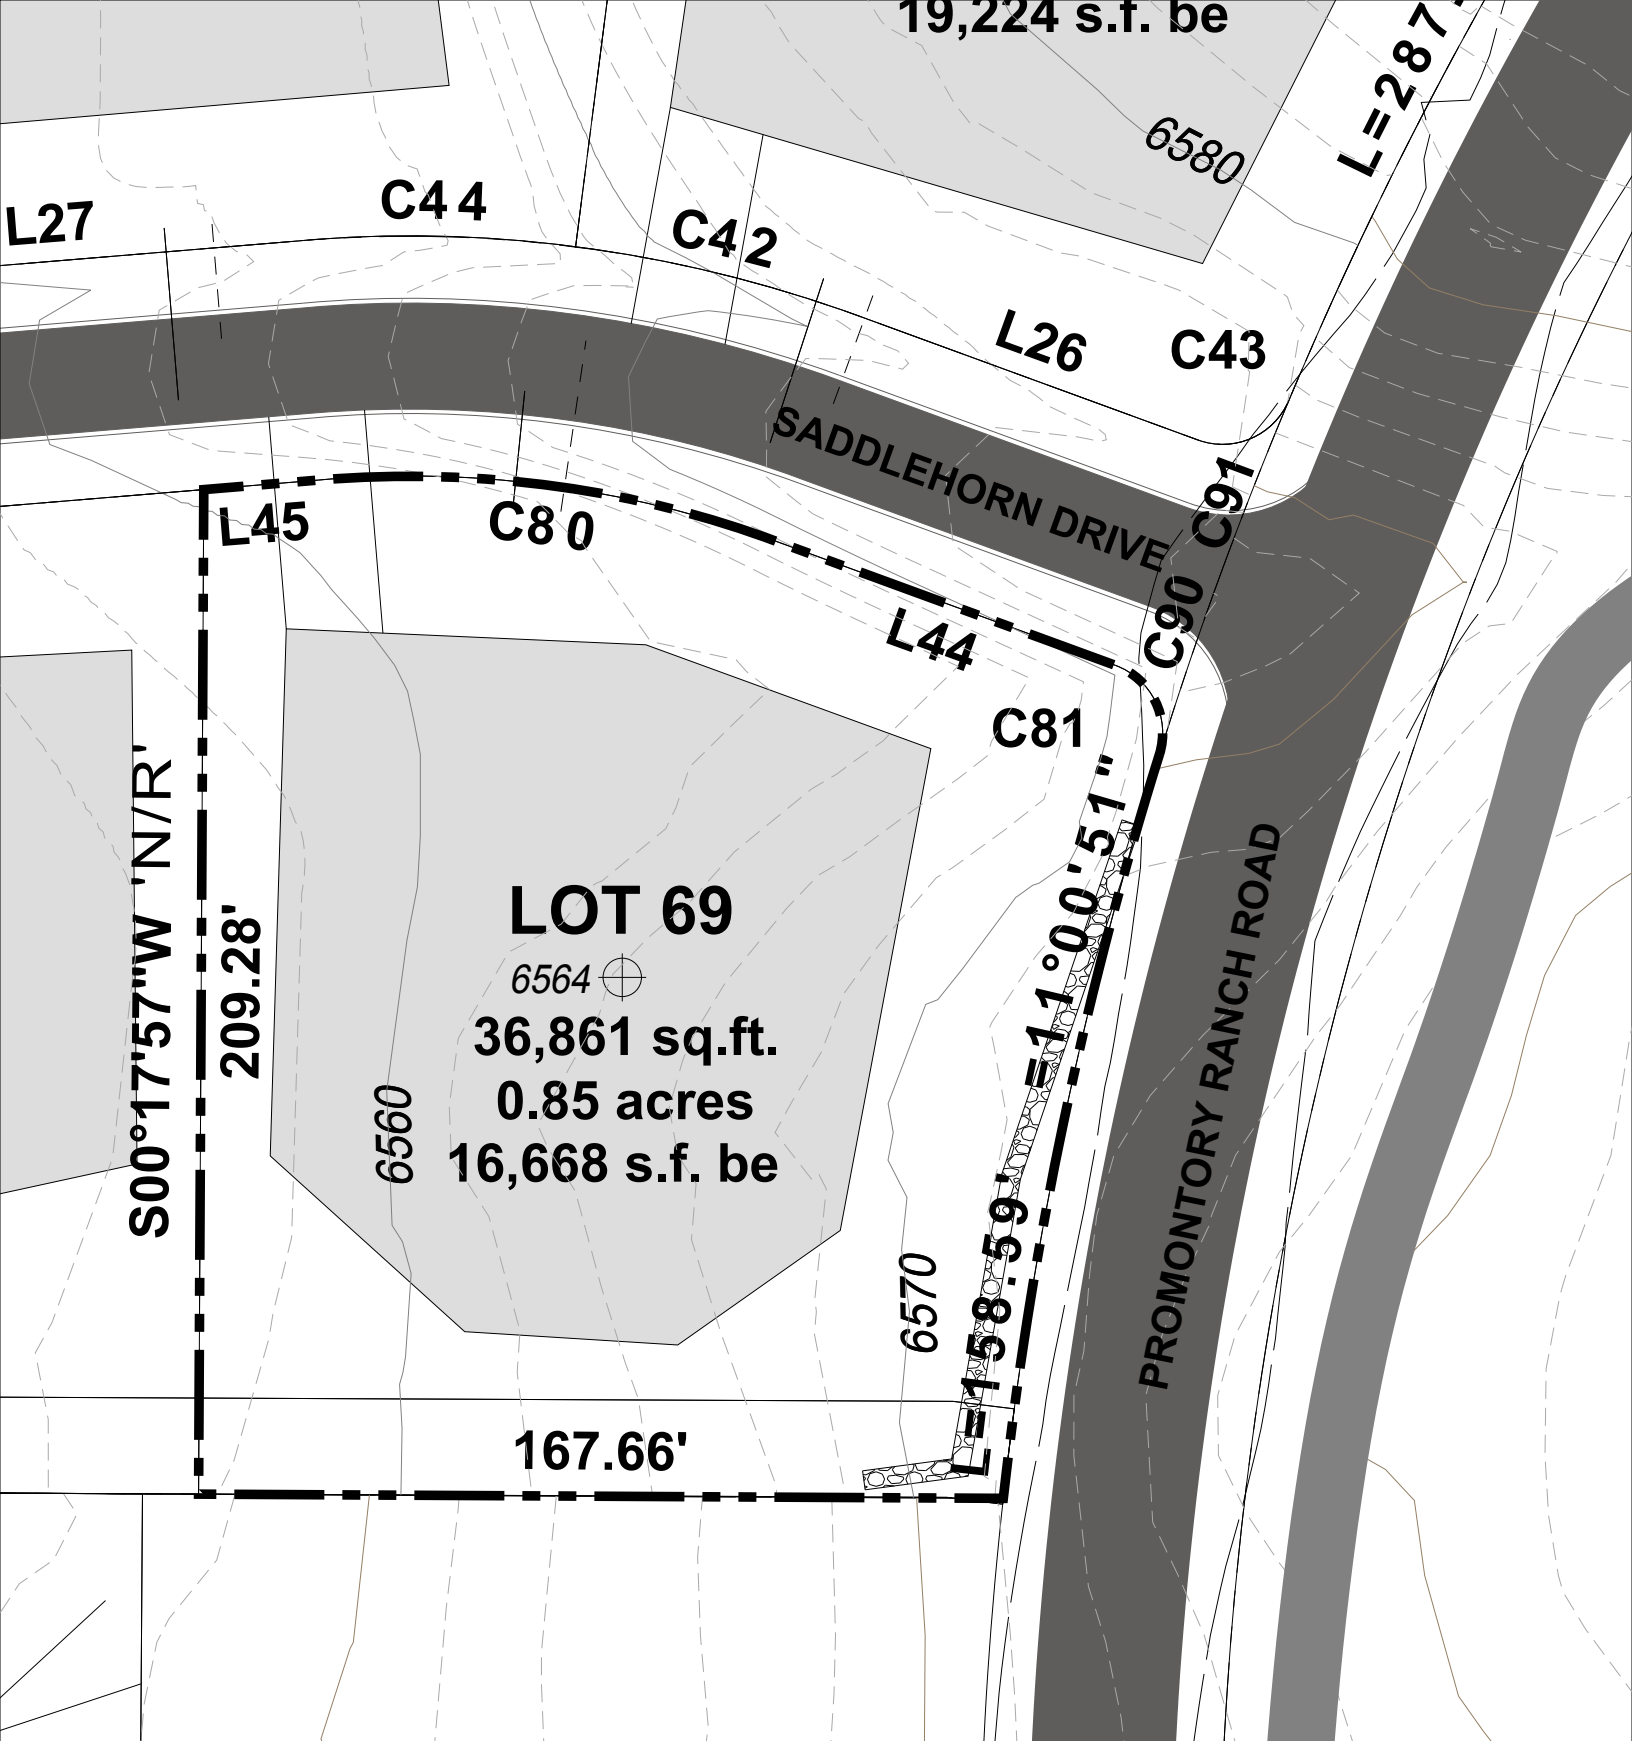 19,224 s.f. be
L=287.
6580
L27
C44
C42
L26
C43
SADDLEHORN DRIVE
C91
C90
L45
C80
L44
C81
S00°17'57"W 'N/R'
209.28'
LOT 69
6564
36,861 sq.ft.
0.85 acres
16,668 s.f. be
6560
6570
L=158.59'
=11°00'51"
PROMONTORY RANCH ROAD
167.66'